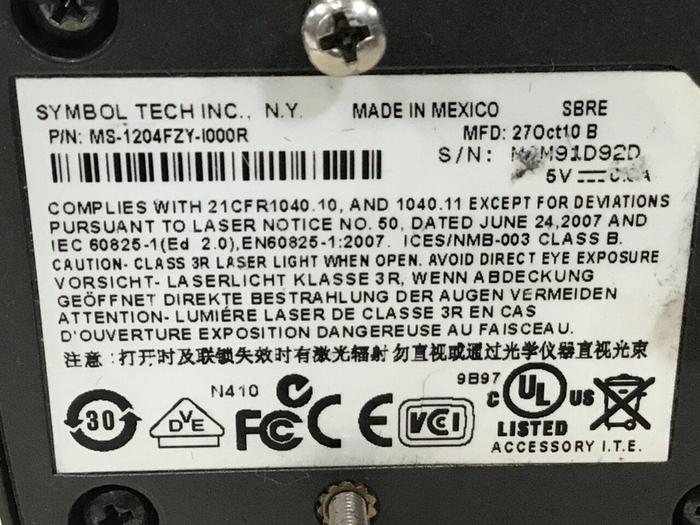 SYMBOL TECH INC., N.Y. MADE IN MEXICO SBRE
P/N: MS-1204FZY-I000R MFD: 27Oct10 B
S/N: M1M91D92D
5V
COMPLIES WITH 21CFR1040.10, AND 1040.11 EXCEPT FOR DEVIATIONS
PURSUANT TO LASER NOTICE NO. 50, DATED JUNE 24,2007 AND
IEC 60825-1(Ed 2.0),EN60825-1:2007. ICES/NMB-003 CLASS B.
CAUTION- CLASS 3R LASER LIGHT WHEN OPEN. AVOID DIRECT EYE EXPOSURE
VORSICHT- LASERLICHT KLASSE 3R, WENN ABDECKUNG
GEÖFFNET DIREKTE BESTRAHLUNG DER AUGEN VERMEIDEN
ATTENTION- LUMIÉRE LASER DE CLASSE 3R EN CAS
D'OUVERTURE EXPOSITION DANGEREUSE AU FAISCEAU.
注意:打开时及联锁失效时有激光辐射勿直视或通过光学仪器直视光束
N410 9B97
30 DVE FCC CE VCCI C UL US
LISTED
ACCESSORY I.T.E.